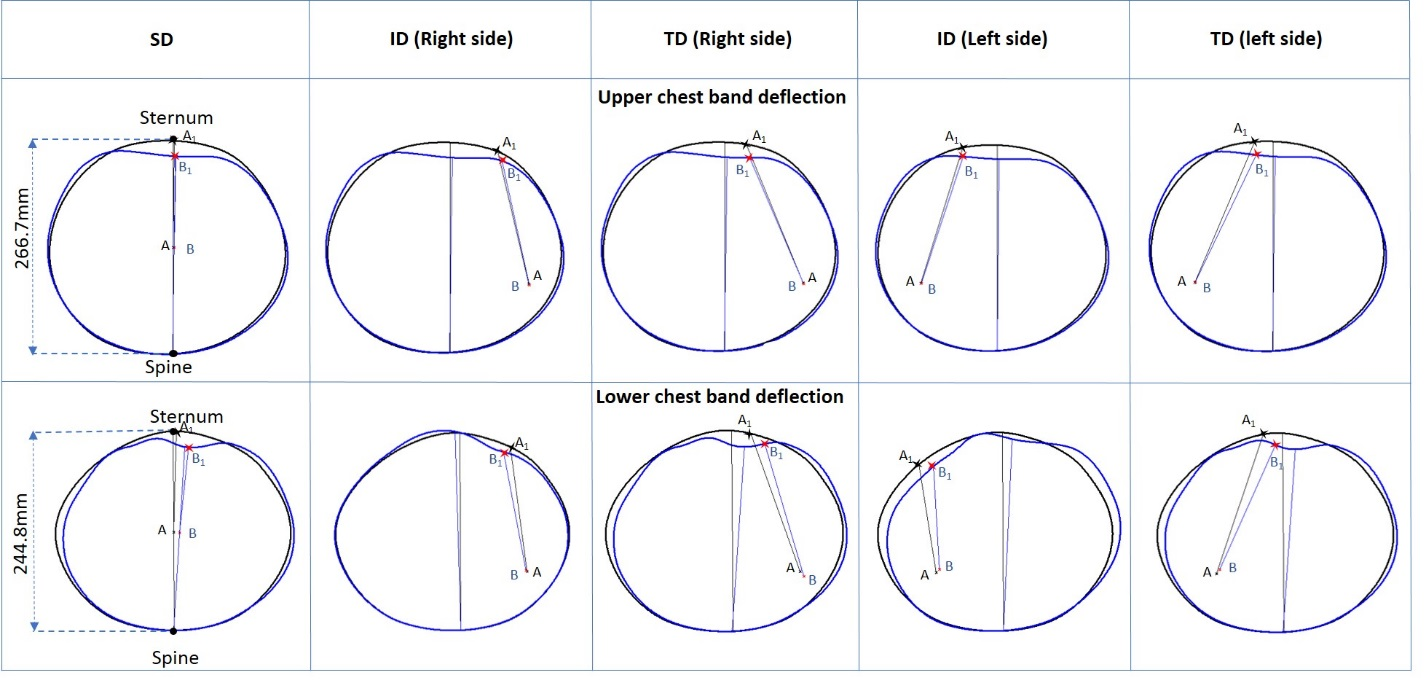 SD
ID (Right side)
TD (Right side)
ID (Left side)
TD (left side)
Upper chest band deflection
Sternum
A1
B1
A B
266.7mm
Spine
A1
B1
A
B
A1
B1
A
B
A1
B1
A
B
A1
B1
A
B
Lower chest band deflection
Sternum
A1
B1
A B
244.8mm
Spine
A1
B1
B A
A1
B1
A
B
A1
B1
B
A
A1
B1
A B